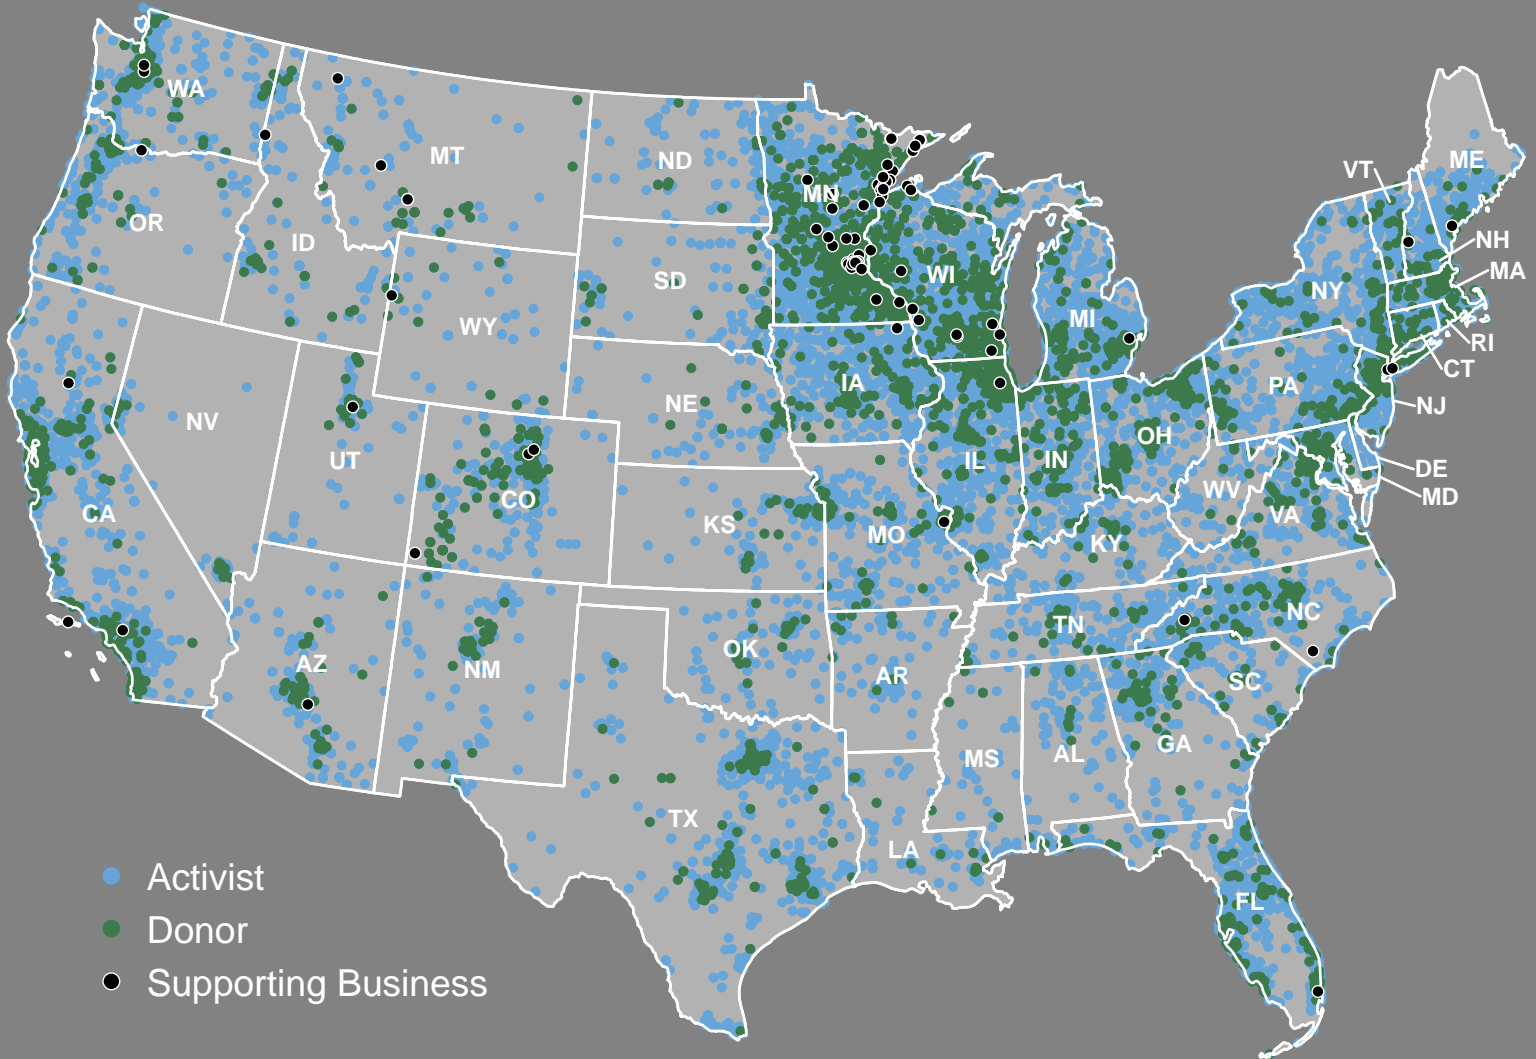 WA
MT
ND
MN
ME
VT
OR
ID
SD
WI
NH
MA
WY
MI
NY
RI
CT
NV
UT
NE
IA
PA
NJ
CA
CO
KS
IL
IN
OH
WV
VA
DE
MD
MO
KY
AZ
NM
OK
AR
TN
NC
SC
TX
LA
MS
AL
GA
FL
Activist
Donor
Supporting Business